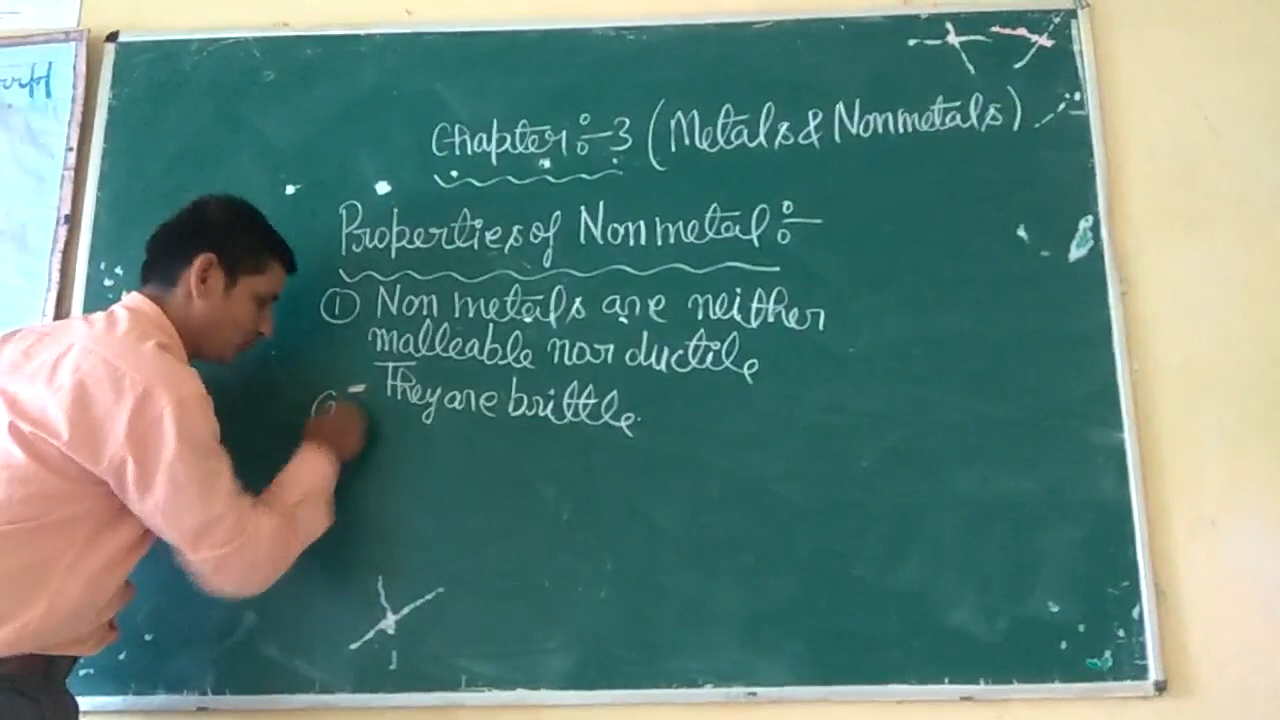 Chapter :- 3 (Metals & Nonmetals)
Properties of Nonmetal :-
① Non metals are neither
malleable nor ductile
They are brittle.